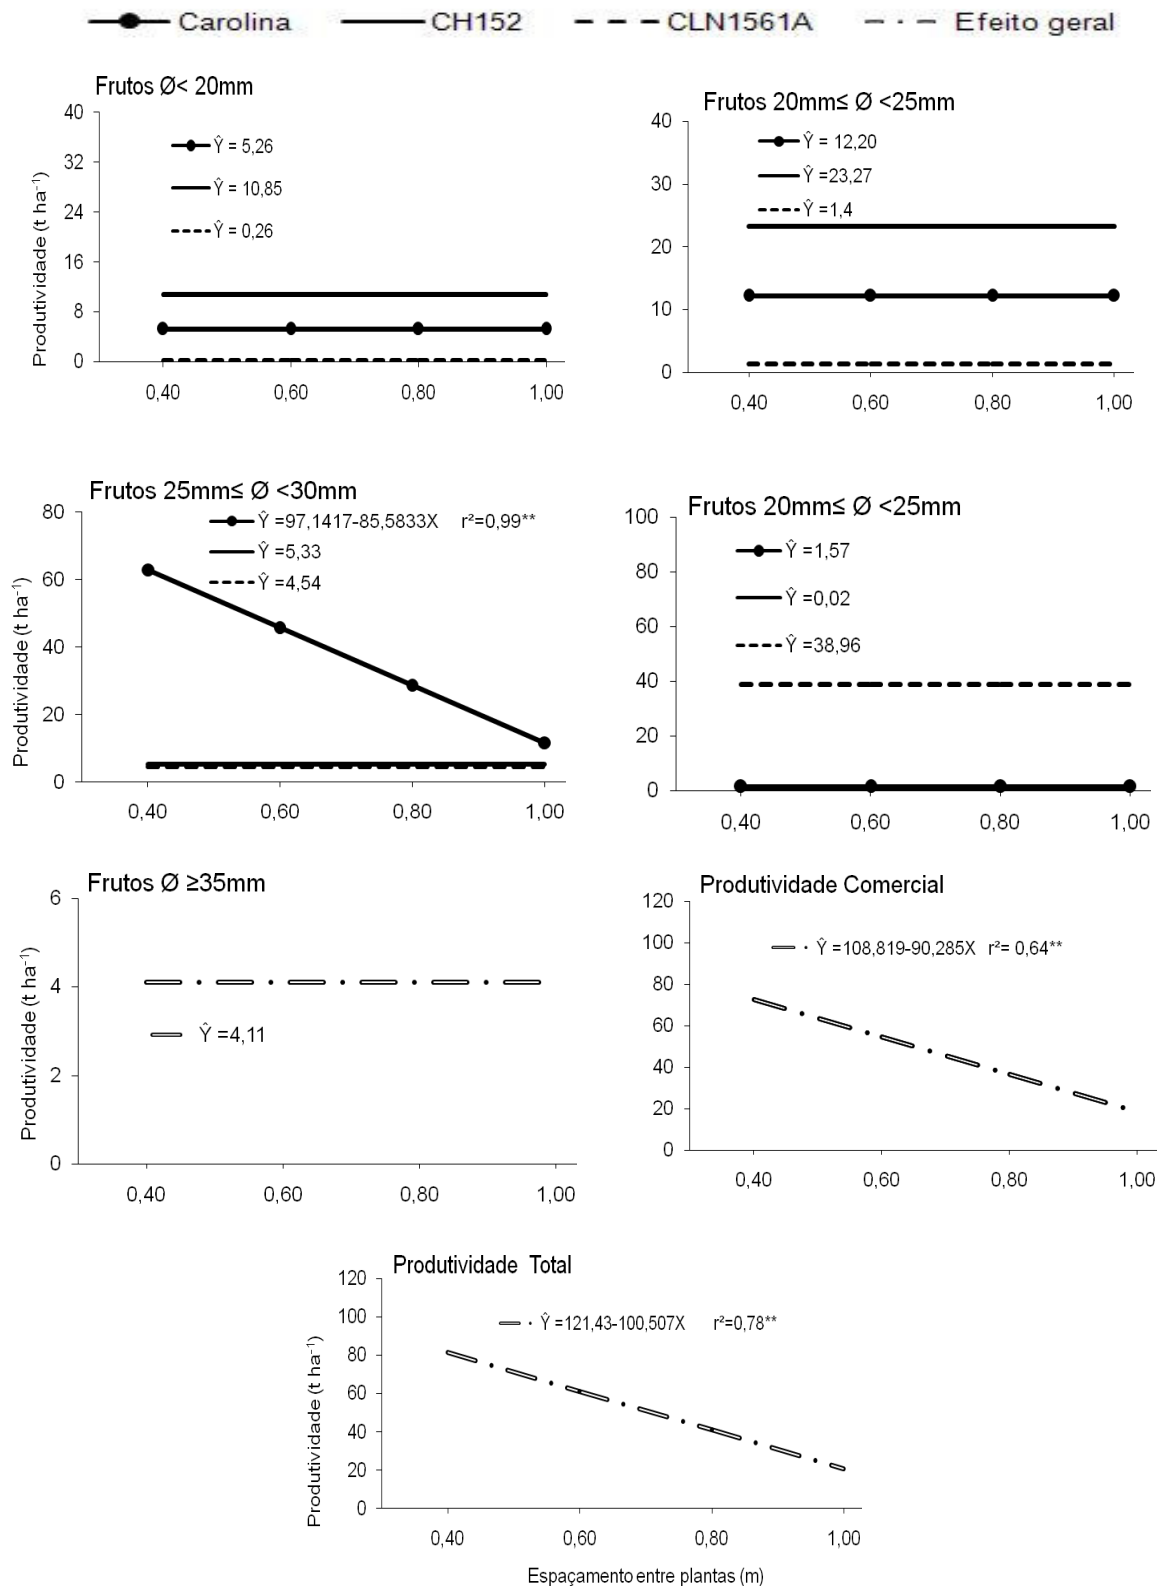 Carolina CH152 CLN1561A Efeito geral
Frutos Ø< 20mm
Produtividade (t ha⁻¹)
40
32
24
16
8
0
Ŷ = 5,26
Ŷ = 10,85
Ŷ = 0,26
0,40 0,60 0,80 1,00
Frutos 20mm≤ Ø <25mm
40
30
20
10
0
Ŷ = 12,20
Ŷ =23,27
Ŷ =1,4
0,40 0,60 0,80 1,00
Frutos 25mm≤ Ø <30mm
Produtividade (t ha⁻¹)
80
60
40
20
0
Ŷ =97,1417-85,5833X r²=0,99**
Ŷ =5,33
Ŷ =4,54
0,40 0,60 0,80 1,00
Frutos 20mm≤ Ø <25mm
100
80
60
40
20
0
Ŷ =1,57
Ŷ =0,02
Ŷ =38,96
0,40 0,60 0,80 1,00
Frutos Ø ≥35mm
Produtividade (t ha⁻¹)
6
4
2
0
Ŷ =4,11
0,40 0,60 0,80 1,00
Produtividade Comercial
120
100
80
60
40
20
0
Ŷ =108,819-90,285X r²= 0,64**
0,40 0,60 0,80 1,00
Produtividade Total
Produtividade (t ha⁻¹)
120
100
80
60
40
20
0
Ŷ =121,43-100,507X r²=0,78**
0,40 0,60 0,80 1,00
Espaçamento entre plantas (m)